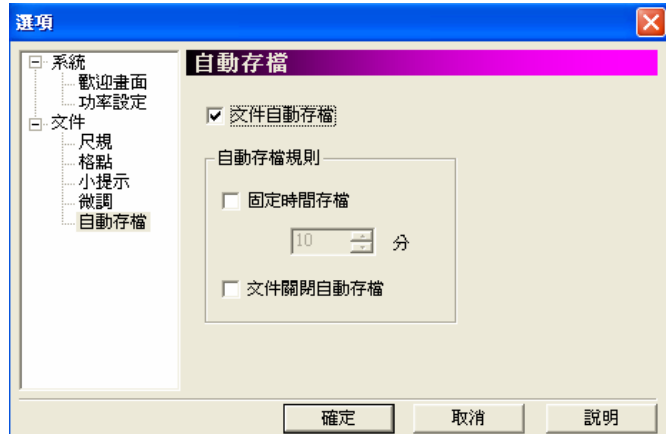 選項
系統
歡迎畫面
功率設定
文件
尺規
格點
小提示
微調
自動存檔
自動存檔
文件自動存檔
自動存檔規則
固定時間存檔
10 分
文件關閉自動存檔
確定 取消 說明